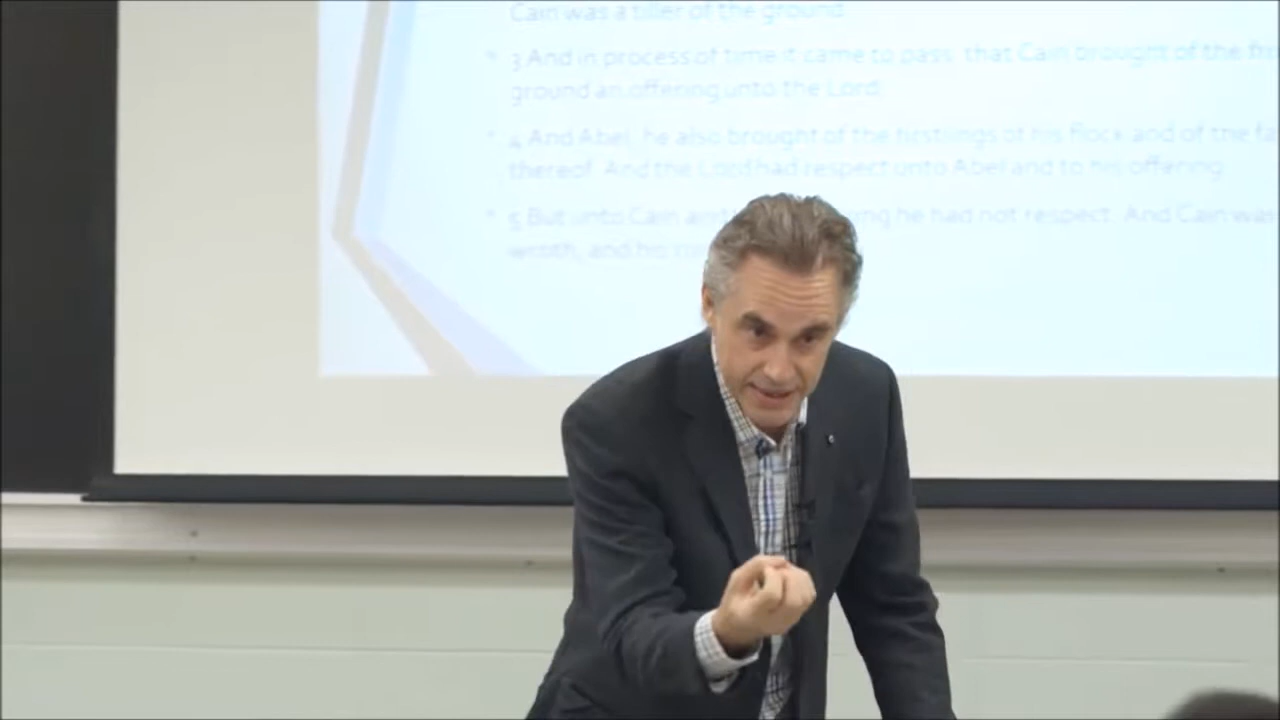 Cain was a tiller of the ground.
3 And in process of time it came to pass, that Cain brought of the
ground an offering unto the Lord.
4 And Abel, he also brought of the firstlings of his flock and of the
thereof. And the Lord had respect unto Abel and to his offering:
5 But unto Cain and he had not respect. And Cain was
wroth, and his